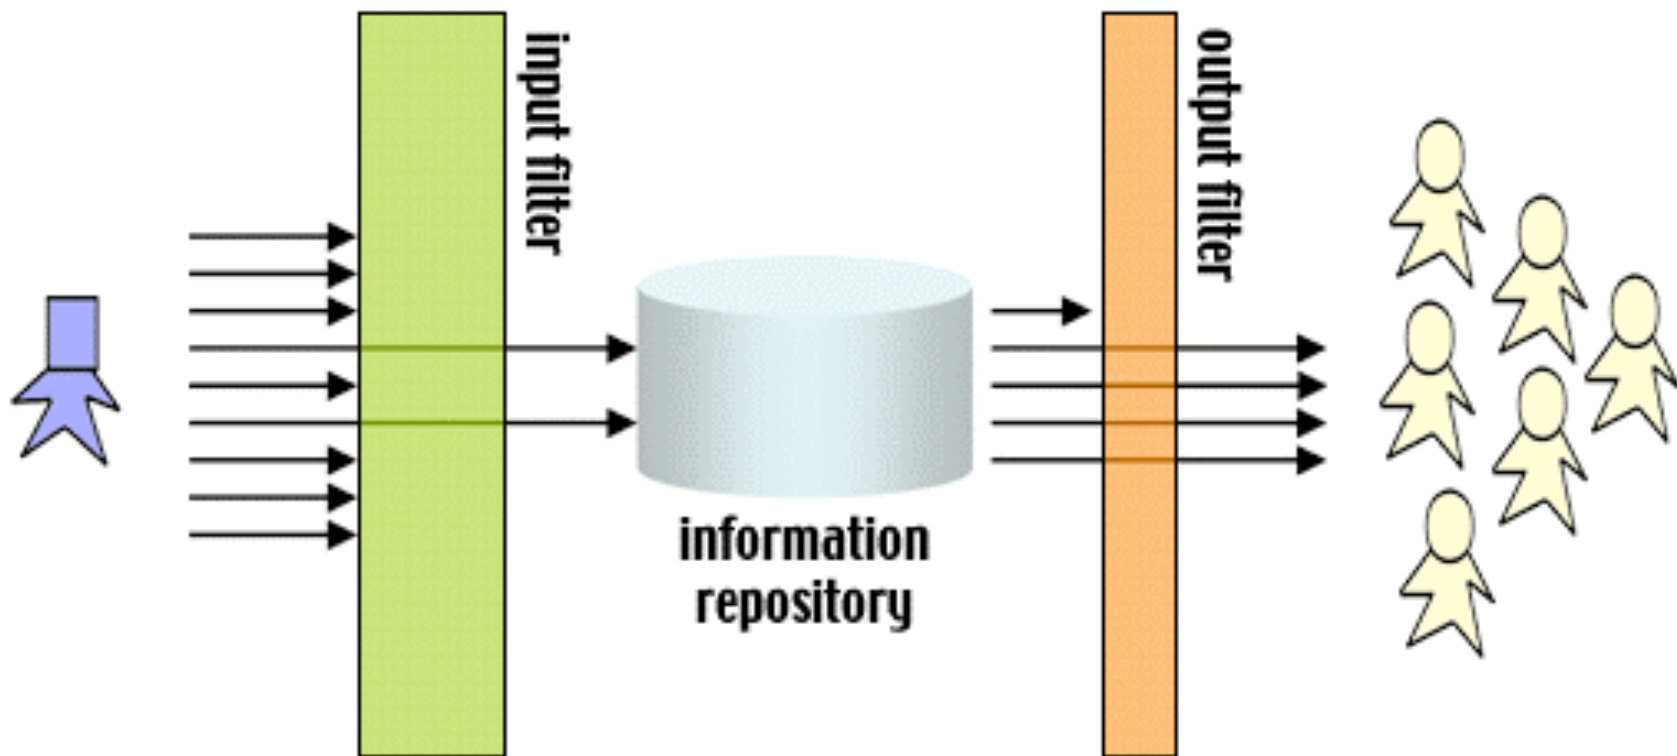 input filter
information
repository
output filter